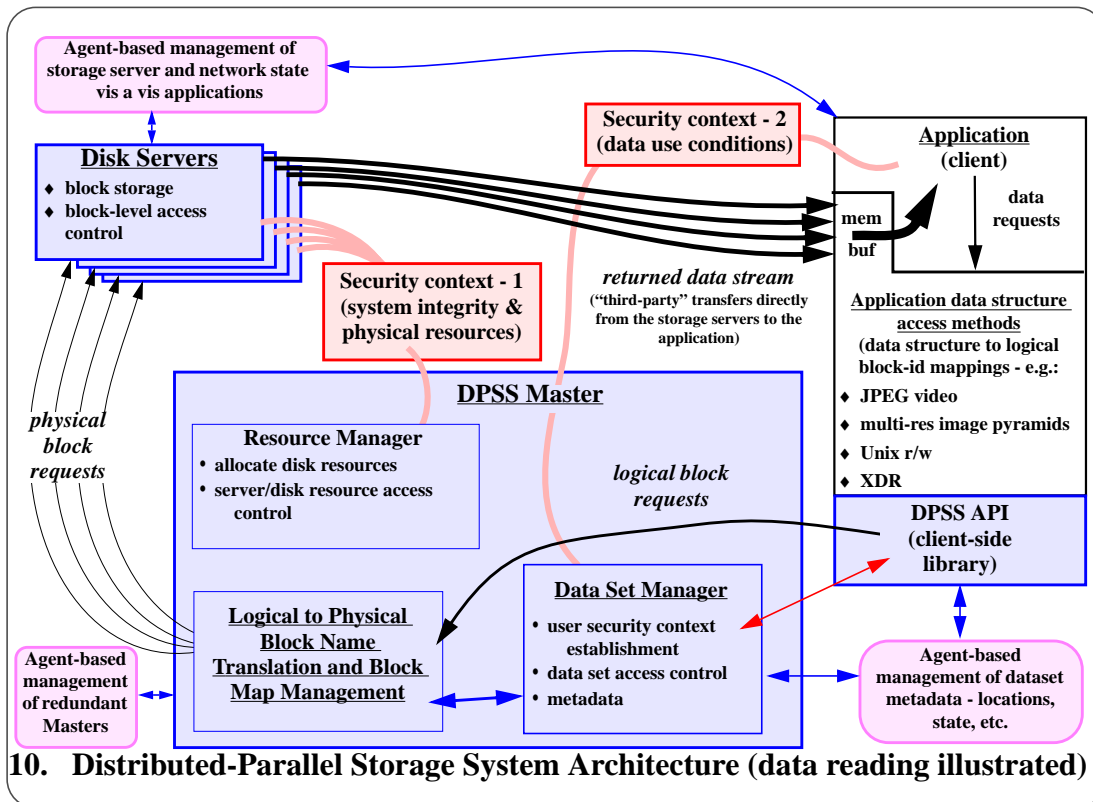 Agent-based management of
storage server and network state
vis a vis applications
Disk Servers
♦ block storage
♦ block-level access
control
Security context - 2
(data use conditions)
Application
(client)
data
requests
mem
buf
Security context - 1
(system integrity &
physical resources)
returned data stream
(“third-party” transfers directly
from the storage servers to the
application)
Application data structure
access methods
(data structure to logical
block-id mappings - e.g.:
♦ JPEG video
♦ multi-res image pyramids
♦ Unix r/w
♦ XDR
physical
block
requests
DPSS Master
Resource Manager
• allocate disk resources
• server/disk resource access
control
logical block
requests
DPSS API
(client-side
library)
Logical to Physical
Block Name
Translation and Block
Map Management
Data Set Manager
• user security context
establishment
• data set access control
• metadata
Agent-based
management
of redundant
Masters
Agent-based
management of dataset
metadata - locations,
state, etc.
10. Distributed-Parallel Storage System Architecture (data reading illustrated)